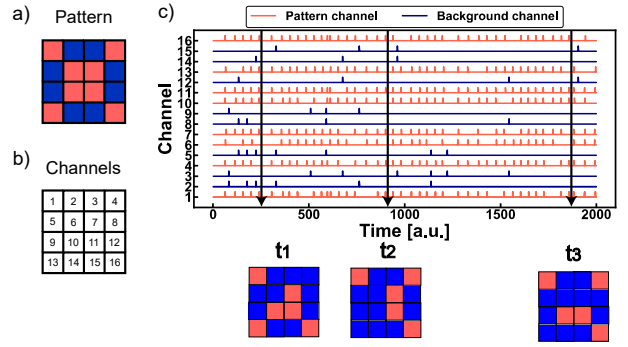 a) Pattern
b) Channels
1 2 3 4
5 6 7 8
9 10 11 12
13 14 15 16
c)
Pattern channel Background channel
Channel
16
15
14
13
12
11
10
9
8
7
6
5
4
3
2
1
0 500 1000 1500 2000
Time [a.u.]
t1 t2 t3